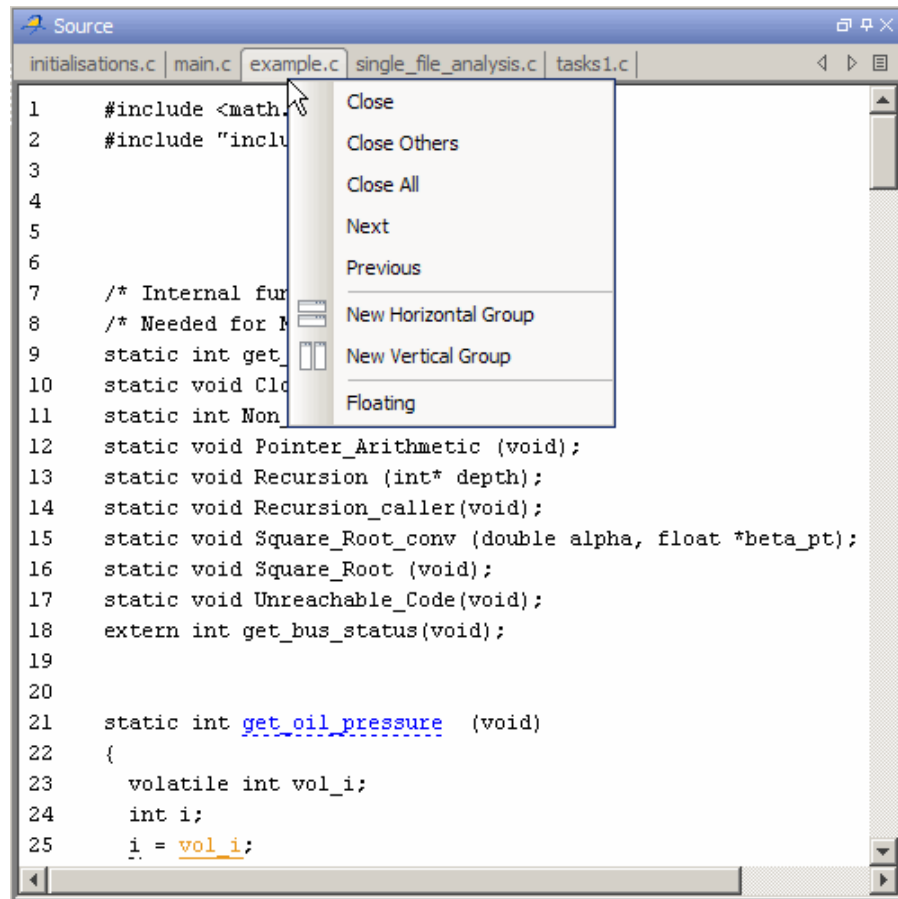 Source
initialisations.c main.c example.c single_file_analysis.c tasks1.c
Close
Close Others
Close All
Next
Previous
New Horizontal Group
New Vertical Group
Floating
1 #include <math.
2 #include "inclu
3
4
5
6
7 /* Internal fun
8 /* Needed for
9 static int get_
10 static void Clo
11 static int Non_
12 static void Pointer_Arithmetic (void);
13 static void Recursion (int* depth);
14 static void Recursion_caller(void);
15 static void Square_Root_conv (double alpha, float *beta_pt);
16 static void Square_Root (void);
17 static void Unreachable_Code(void);
18 extern int get_bus_status(void);
19
20
21 static int get_oil_pressure (void)
22 {
23 volatile int vol_i;
24 int i;
25 i = vol_i;